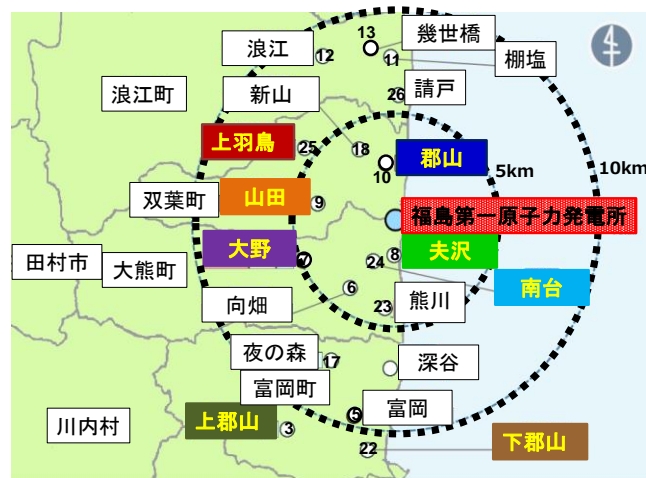 13
幾世橋
浪江
12
11
棚塩
浪江町
新山
26
請戸
上羽鳥
25
18
郡山
10
5km
10km
双葉町
山田
9
福島第一原子力発電所
大野
7
8
夫沢
24
田村市
大熊町
南台
向畑
6
23
熊川
夜の森
17
深谷
富岡町
川内村
上郡山
3
5
富岡
22
下郡山